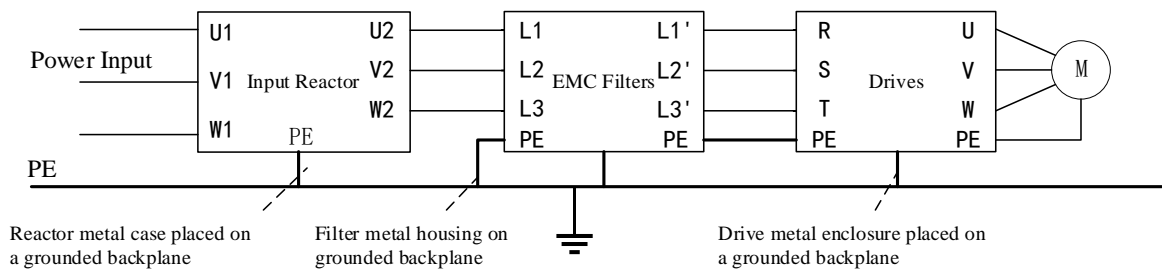 U1 U2 L1 L1' R U
Power Input V1 Input Reactor V2 L2 EMC Filters L2' S Drives V M
W1 W2 L3 L3' T W
PE PE PE PE PE
PE
Reactor metal case placed on
a grounded backplane
Filter metal housing on
grounded backplane
Drive metal enclosure placed on
a grounded backplane